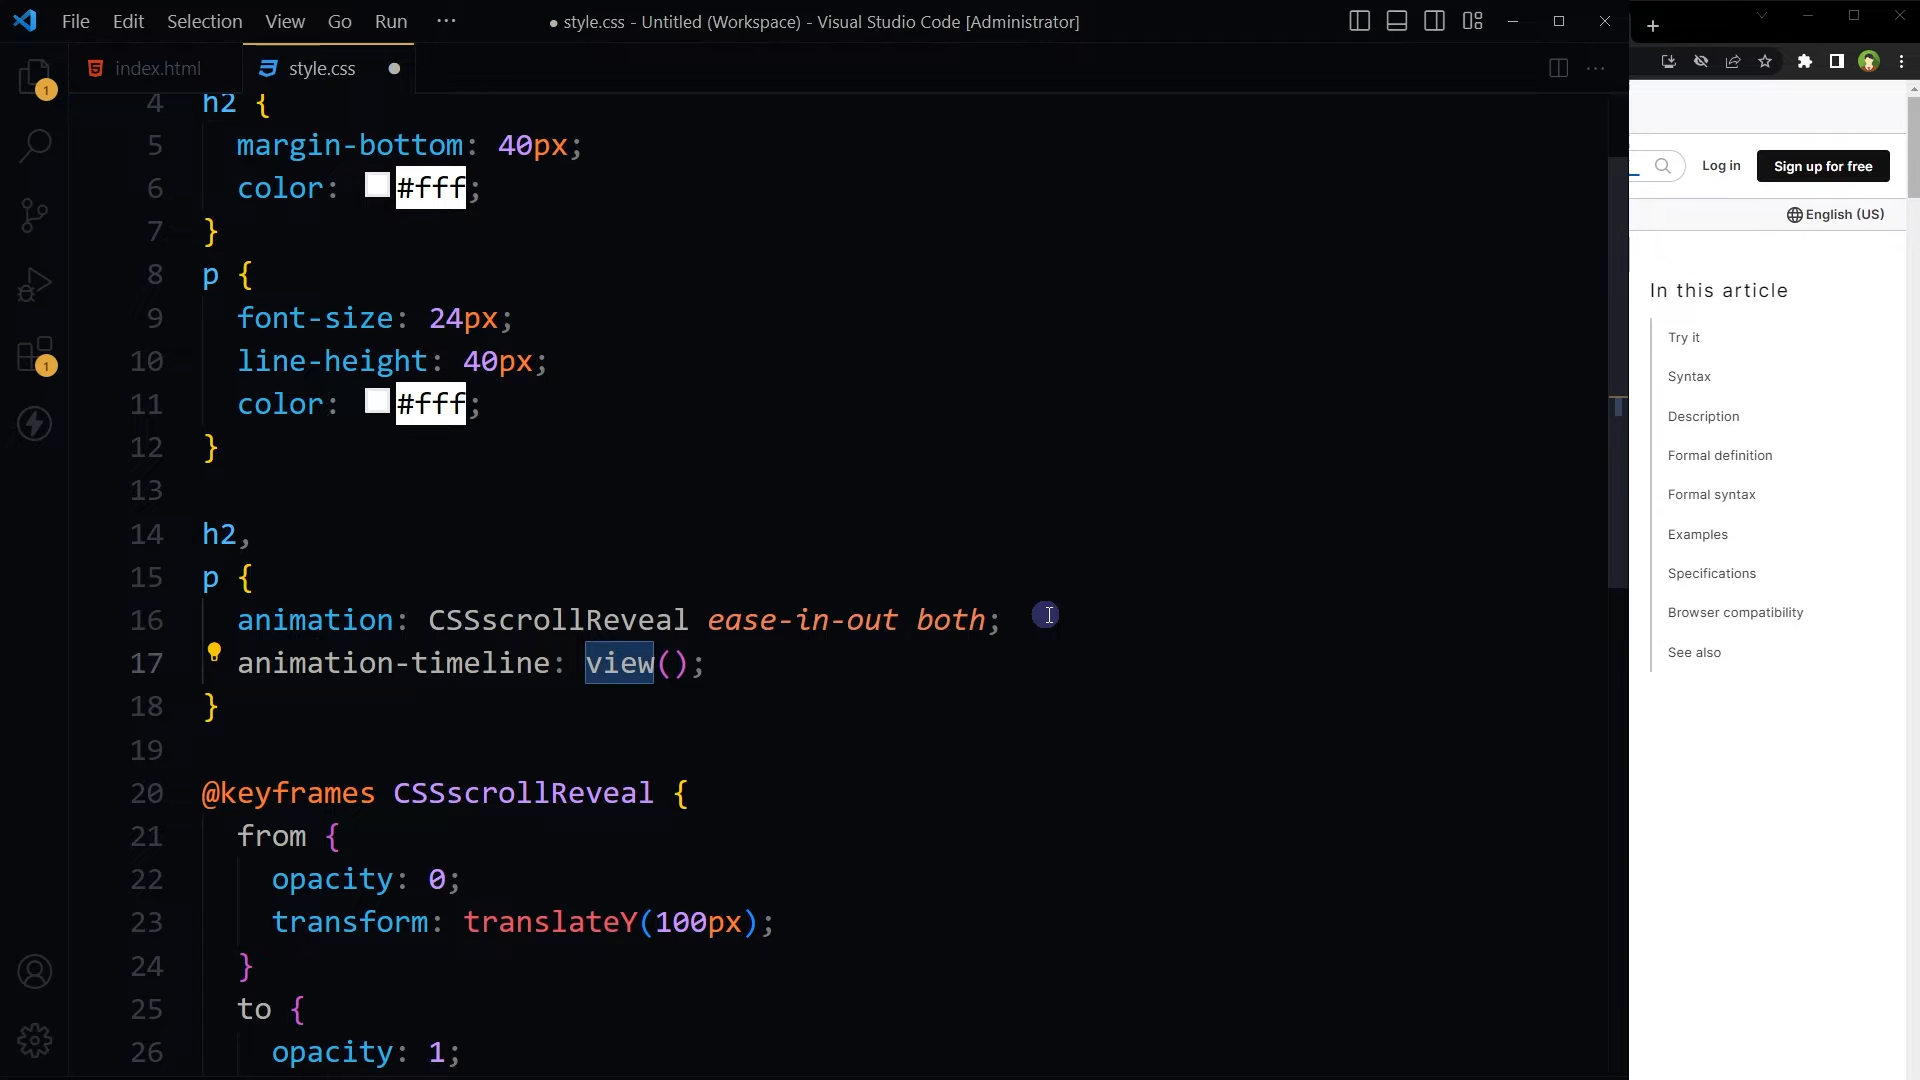 File Edit Selection View Go Run ··· ● style.css - Untitled (Workspace) - Visual Studio Code [Administrator]
index.html style.css ●
1
1
4 h2 {
5 margin-bottom: 40px;
6 color: #fff;
7 }
8 p {
9 font-size: 24px;
10 line-height: 40px;
11 color: #fff;
12 }
13
14 h2,
15 p {
16 animation: CSSscrollReveal ease-in-out both;
17 animation-timeline: view();
18 }
19
20 @keyframes CSSscrollReveal {
21 from {
22 opacity: 0;
23 transform: translateY(100px);
24 }
25 to {
26 opacity: 1;
Log in Sign up for free
English (US)
In this article
Try it
Syntax
Description
Formal definition
Formal syntax
Examples
Specifications
Browser compatibility
See also